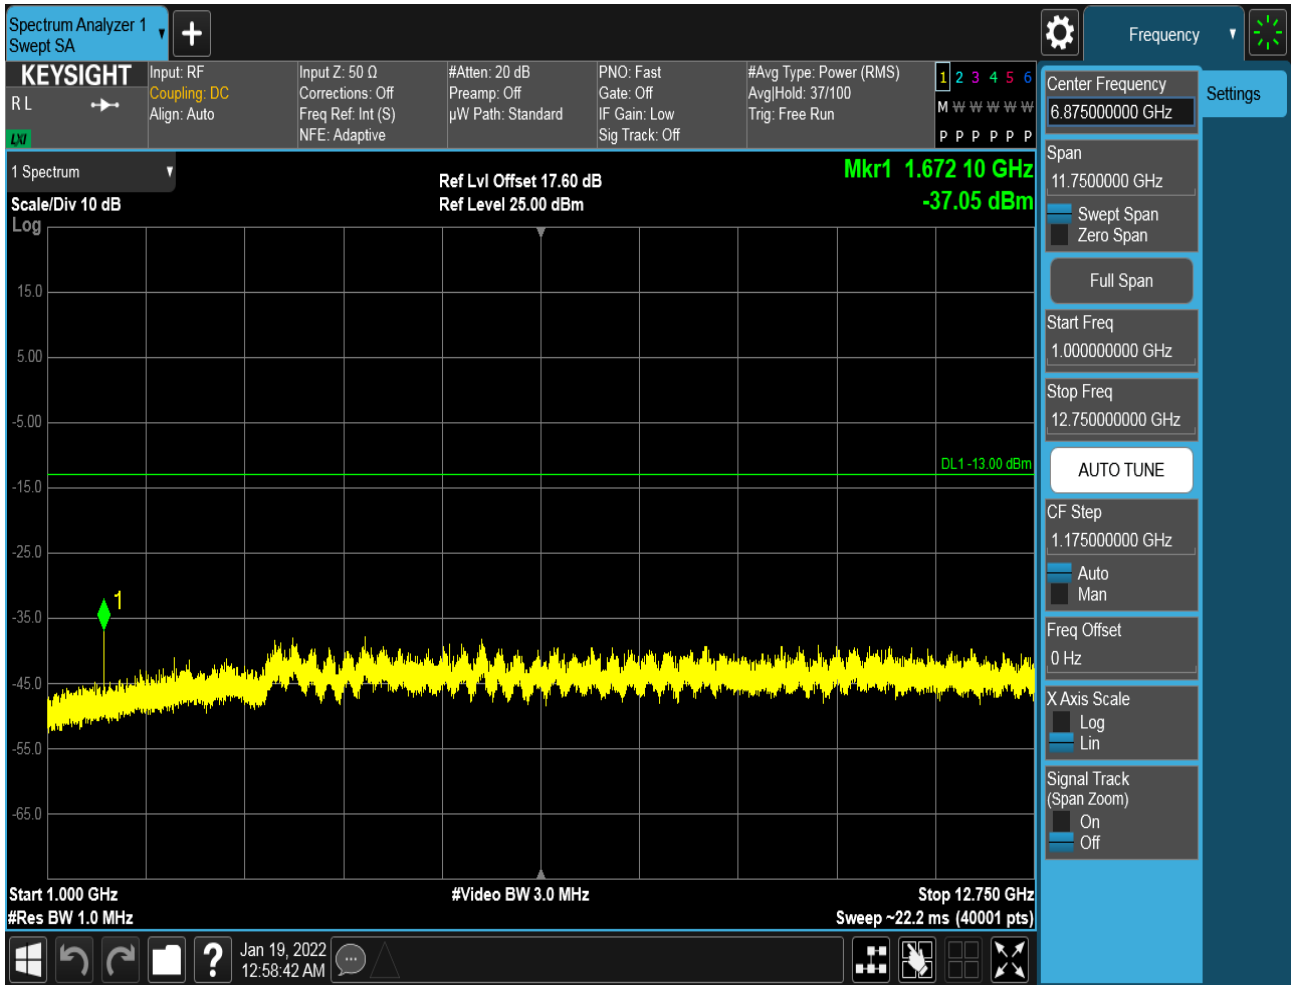 Spectrum Analyzer 1
Swept SA
Frequency
KEYSIGHT
R L
LXI
Input: RF
Coupling: DC
Align: Auto
Input Z: 50 Ω
Corrections: Off
Freq Ref: Int (S)
NFE: Adaptive
#Atten: 20 dB
Preamp: Off
µW Path: Standard
PNO: Fast
Gate: Off
IF Gain: Low
Sig Track: Off
#Avg Type: Power (RMS)
Avg|Hold: 37/100
Trig: Free Run
1 2 3 4 5 6
M W W W W W
P P P P P P
1 Spectrum
Scale/Div 10 dB
Log
Ref Lvl Offset 17.60 dB
Ref Level 25.00 dBm
Mkr1 1.672 10 GHz
-37.05 dBm
15.0
5.00
-5.00
DL1 -13.00 dBm
-15.0
-25.0
1
-35.0
-45.0
-55.0
-65.0
Start 1.000 GHz
#Res BW 1.0 MHz
#Video BW 3.0 MHz
Stop 12.750 GHz
Sweep ~22.2 ms (40001 pts)
Jan 19, 2022
12:58:42 AM
Settings
Center Frequency
6.875000000 GHz
Span
11.7500000 GHz
Swept Span
Zero Span
Full Span
Start Freq
1.000000000 GHz
Stop Freq
12.750000000 GHz
AUTO TUNE
CF Step
1.175000000 GHz
Auto
Man
Freq Offset
0 Hz
X Axis Scale
Log
Lin
Signal Track
(Span Zoom)
On
Off